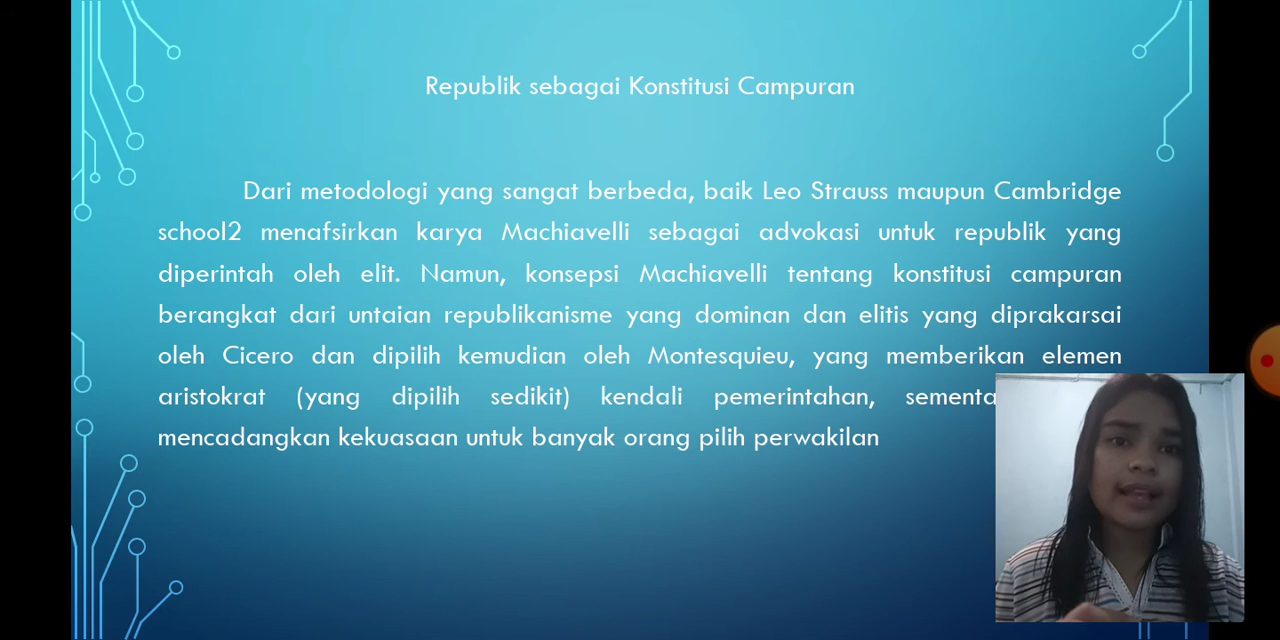 Republik sebagai Konstitusi Campuran
Dari metodologi yang sangat berbeda, baik Leo Strauss maupun Cambridge
school2 menafsirkan karya Machiavelli sebagai advokasi untuk republik yang
diperintah oleh elit. Namun, konsepsi Machiavelli tentang konstitusi campuran
berangkat dari untaian republikanisme yang dominan dan elitis yang diprakarsai
oleh Cicero dan dipilih kemudian oleh Montesquieu, yang memberikan elemen
aristokrat (yang dipilih sedikit) kendali pemerintahan,
mencadangkan kekuasaan untuk banyak orang pilih perwakilan